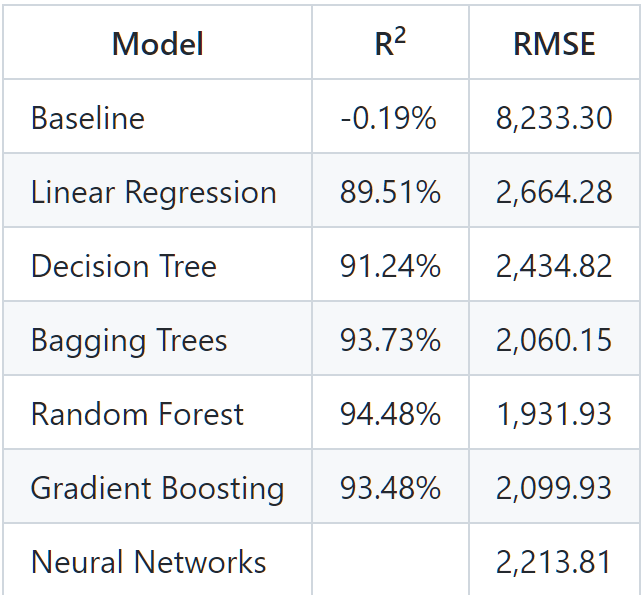 Model R² RMSE
Baseline -0.19% 8,233.30
Linear Regression 89.51% 2,664.28
Decision Tree 91.24% 2,434.82
Bagging Trees 93.73% 2,060.15
Random Forest 94.48% 1,931.93
Gradient Boosting 93.48% 2,099.93
Neural Networks 2,213.81